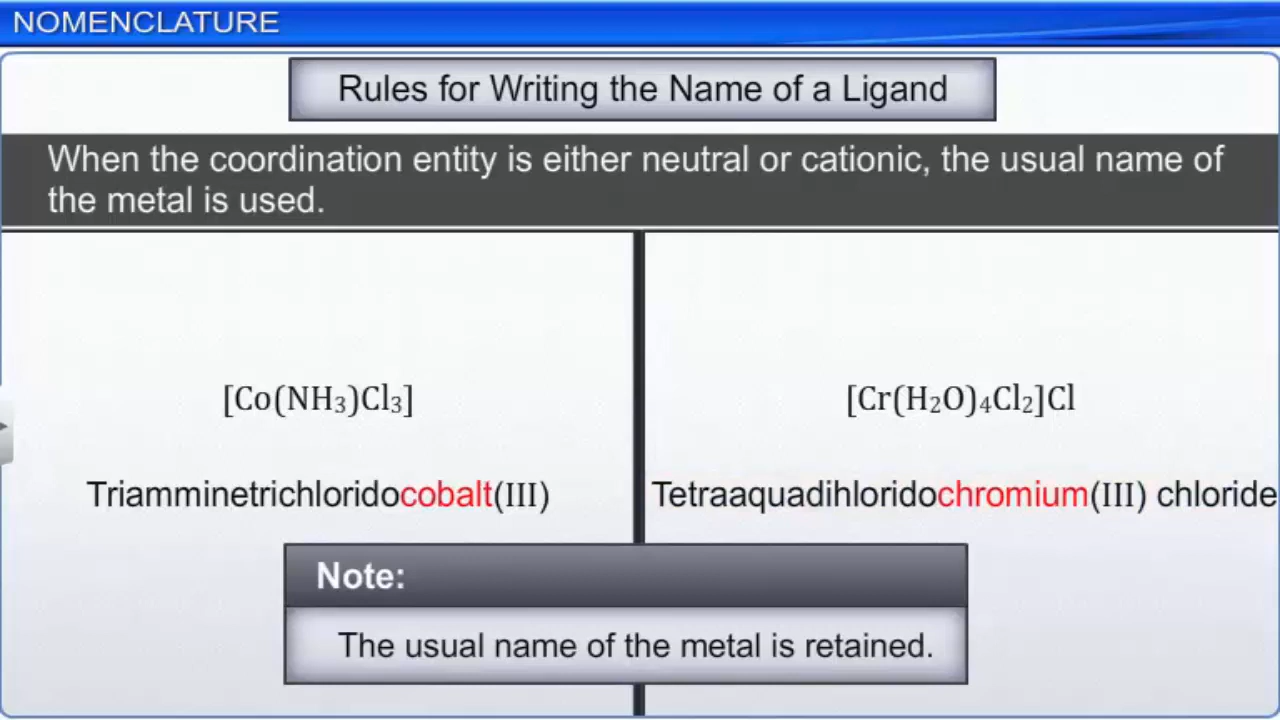 NOMENCLATURE
Rules for Writing the Name of a Ligand
When the coordination entity is either neutral or cationic, the usual name of
the metal is used.
[Co(NH₃)Cl₃]
[Cr(H₂O)₄Cl₂]Cl
Triamminetrichloridocobalt(III)
Tetraaquadihloridochromium(III) chloride
Note:
The usual name of the metal is retained.